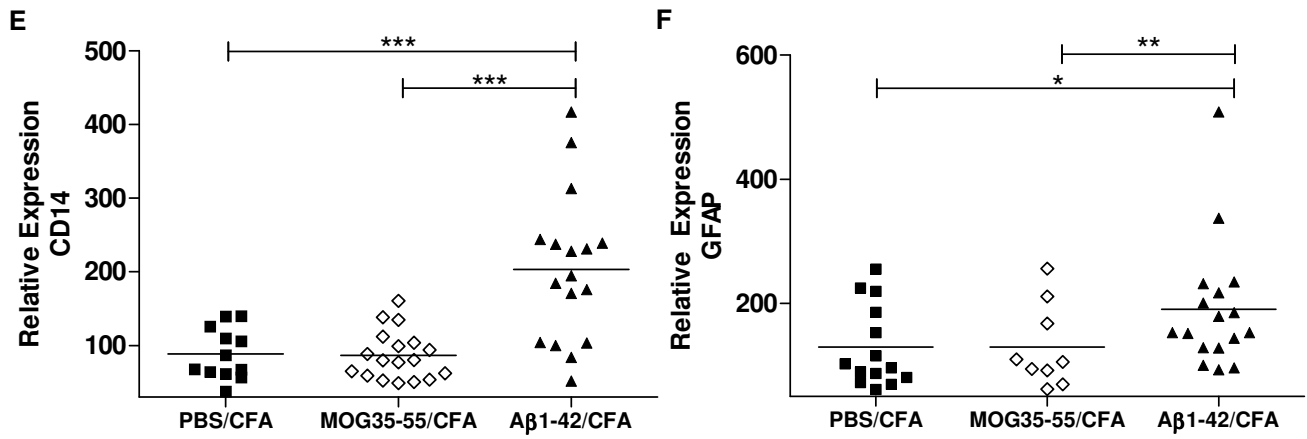 E
***
***
500
400
300
200
100
Relative Expression
CD14
PBS/CFA
MOG35-55/CFA
Aβ1-42/CFA
F
**
*
600
400
200
Relative Expression
GFAP
PBS/CFA
MOG35-55/CFA
Aβ1-42/CFA